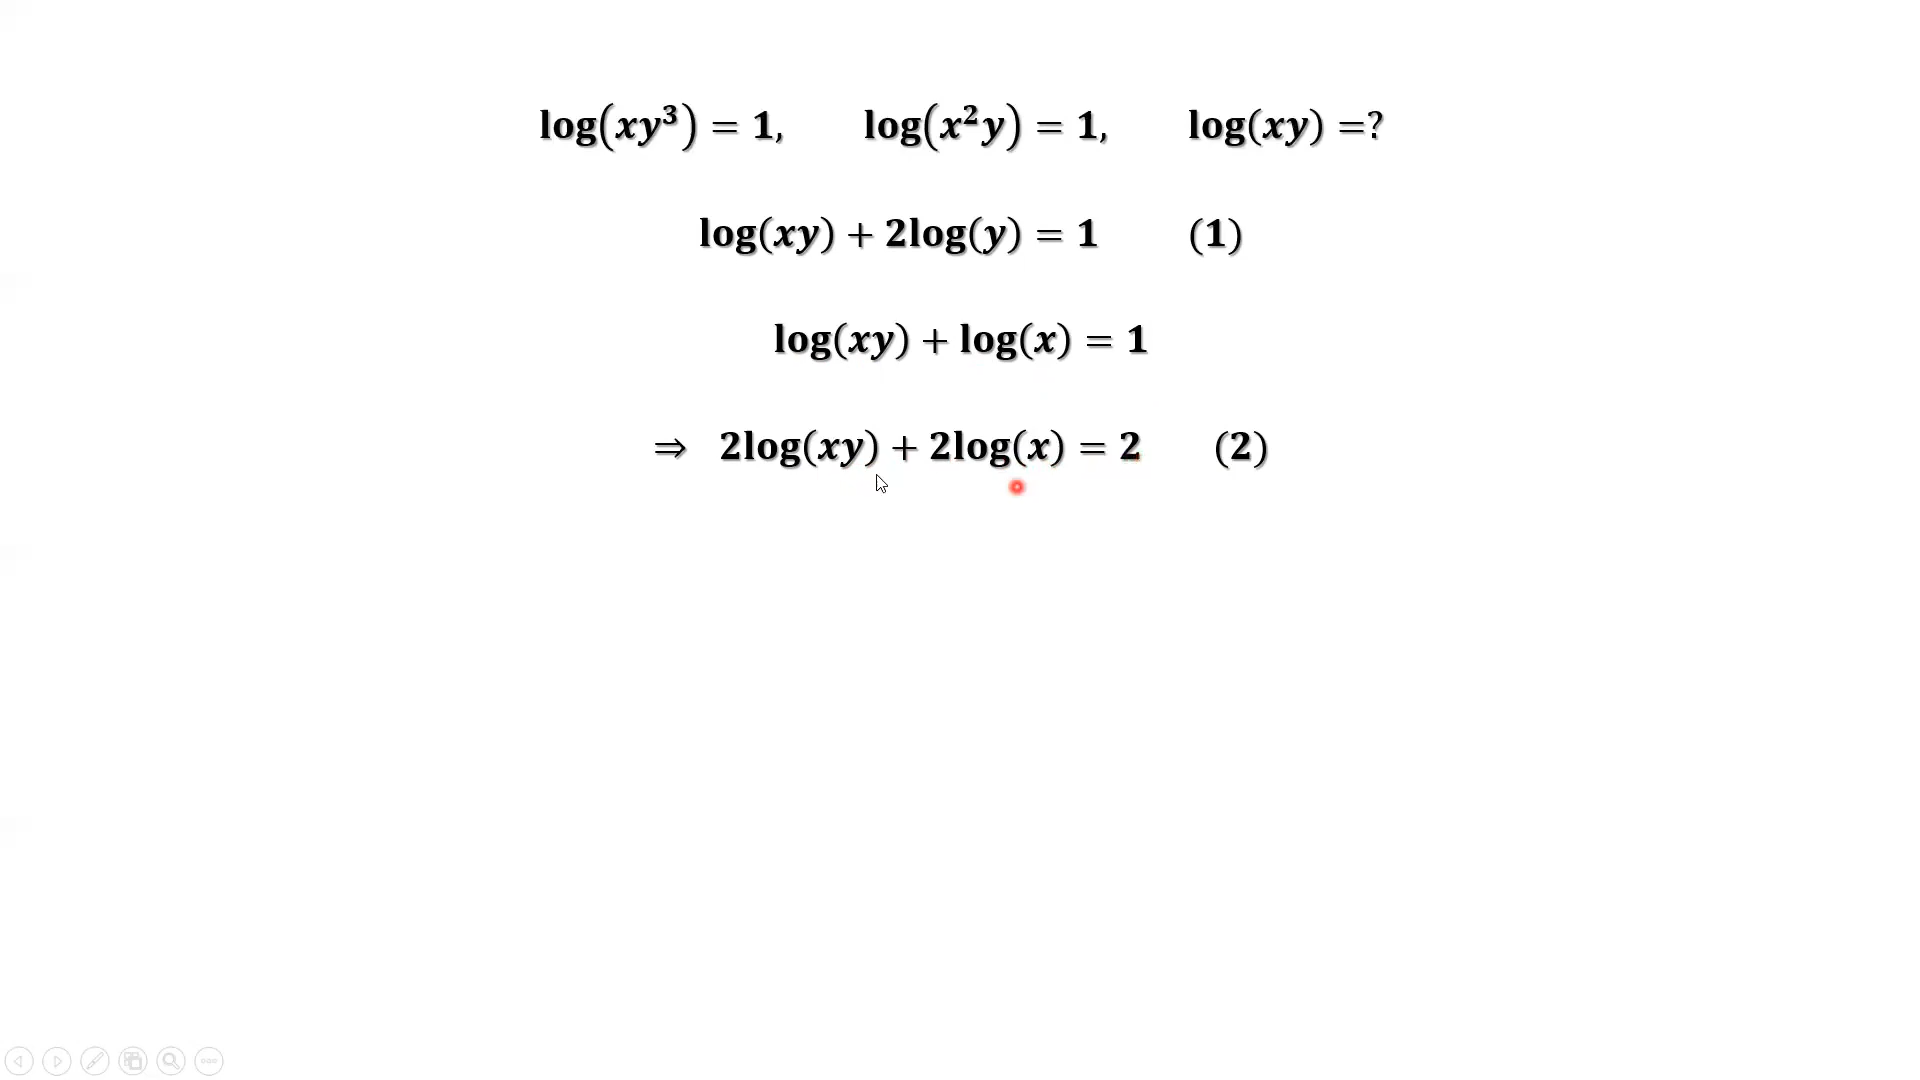 log(xy³) = 1, log(x²y) = 1, log(xy) =?
log(xy) + 2log(y) = 1 (1)
log(xy) + log(x) = 1
⇒ 2log(xy) + 2log(x) = 2 (2)